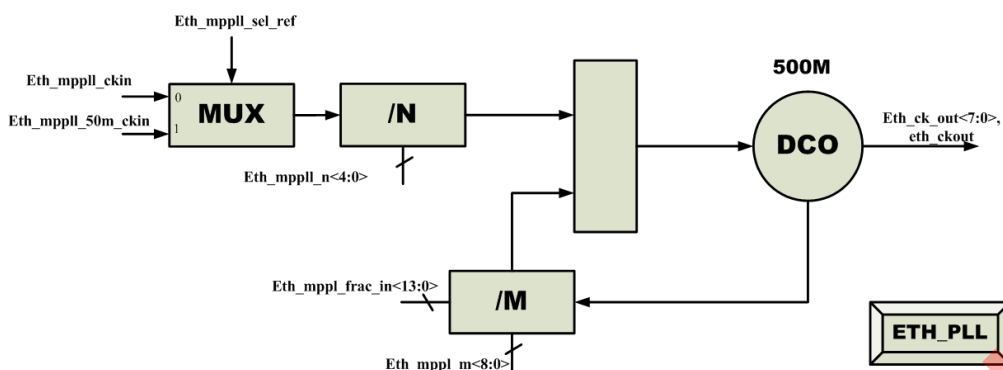 Eth_mppll_sel_ref
Eth_mppll_ckin
Eth_mppll_50m_ckin
0
1
MUX
/N
Eth_mppll_n<4:0>
500M
DCO
Eth_ck_out<7:0>,
eth_ckout
Eth_mppl_frac_in<13:0>
/M
Eth_mppl_m<8:0>
ETH_PLL